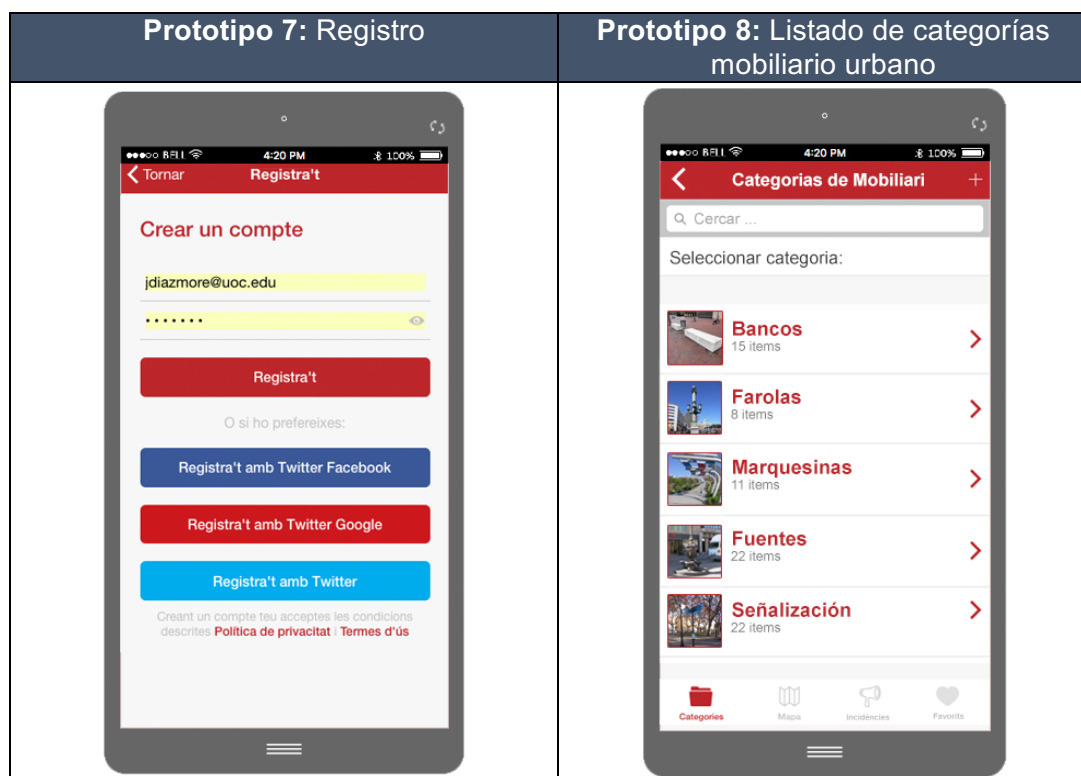 Prototipo 7: Registro
●●●○○ BELL 4:20 PM 100%
Tornar Registra't
Crear un compte
jdiazmore@uoc.edu
•••••••
Registra't
O si ho prefereixes:
Registra't amb Twitter Facebook
Registra't amb Twitter Google
Registra't amb Twitter
Creant un compte teu acceptes les condicions
descrites Política de privacitat i Termes d'ús
Prototipo 8: Listado de categorías
mobiliario urbano
●●●○○ BELL 4:20 PM 100%
Categorias de Mobiliari +
Cercar ...
Seleccionar categoria:
Bancos
15 items
Farolas
8 items
Marquesinas
11 items
Fuentes
22 items
Señalización
22 items
Categories Mapa Incidències Favorits